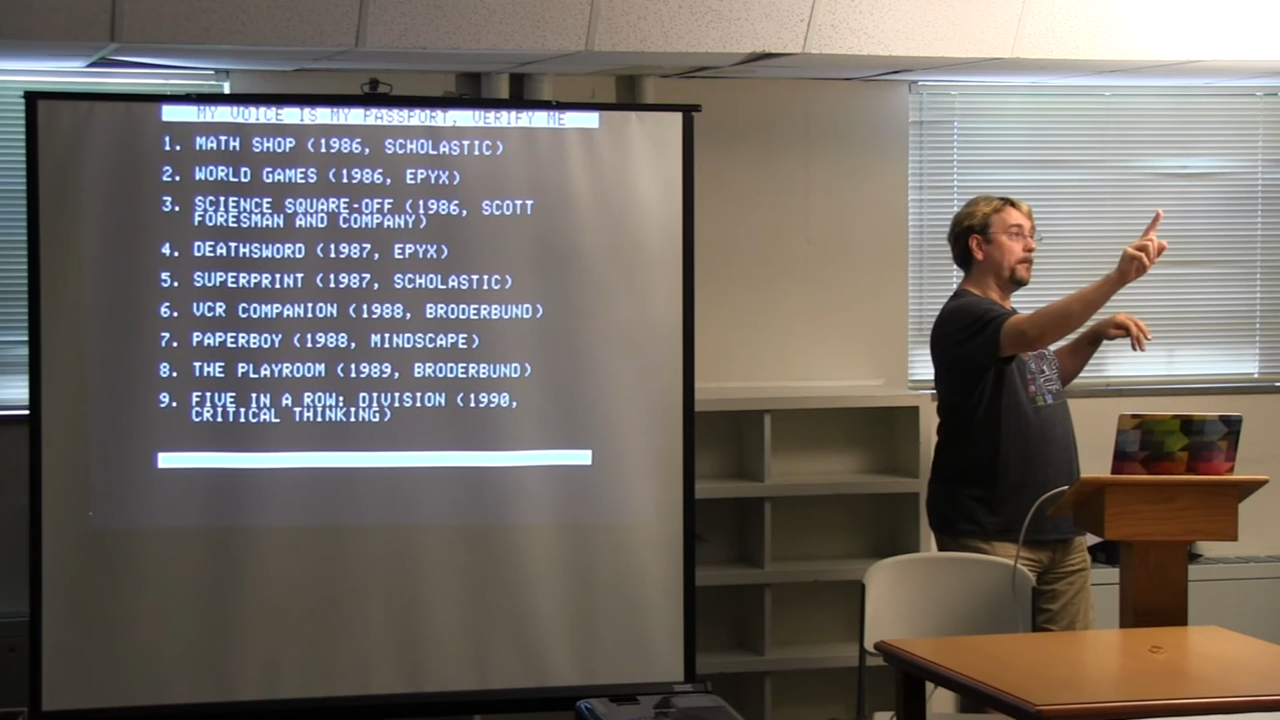 MY VOICE IS MY PASSPORT, VERIFY ME
1. MATH SHOP (1986, SCHOLASTIC)
2. WORLD GAMES (1986, EPYX)
3. SCIENCE SQUARE-OFF (1986, SCOTT
FORESMAN AND COMPANY)
4. DEATHSWORD (1987, EPYX)
5. SUPERPRINT (1987, SCHOLASTIC)
6. VCR COMPANION (1988, BRODERBUND)
7. PAPERBOY (1988, MINDSCAPE)
8. THE PLAYROOM (1989, BRODERBUND)
9. FIVE IN A ROW: DIVISION (1990,
CRITICAL THINKING)